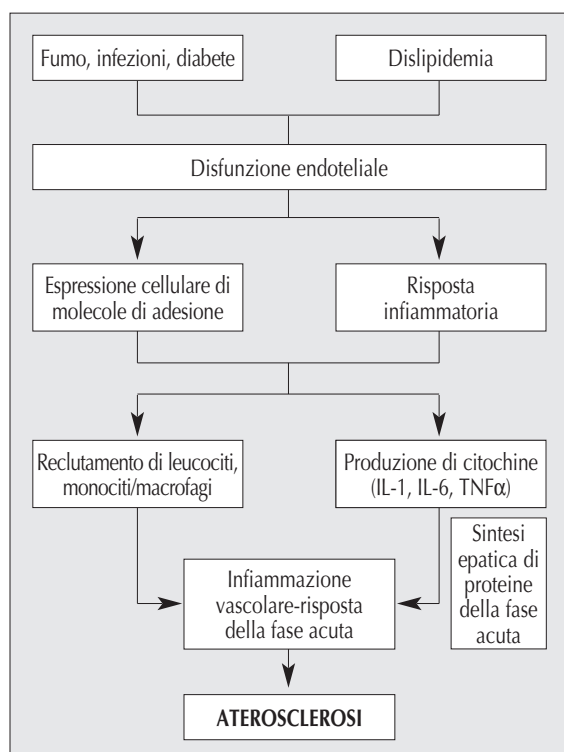 Fumo, infezioni, diabete
Dislipidemia
Disfunzione endoteliale
Espressione cellulare di
molecole di adesione
Risposta
infiammatoria
Reclutamento di leucociti,
monociti/macrofagi
Produzione di citochine
(IL-1, IL-6, TNFα)
Sintesi
epatica di
proteine
della fase
acuta
Infiammazione
vascolare-risposta
della fase acuta
ATEROSCLEROSI